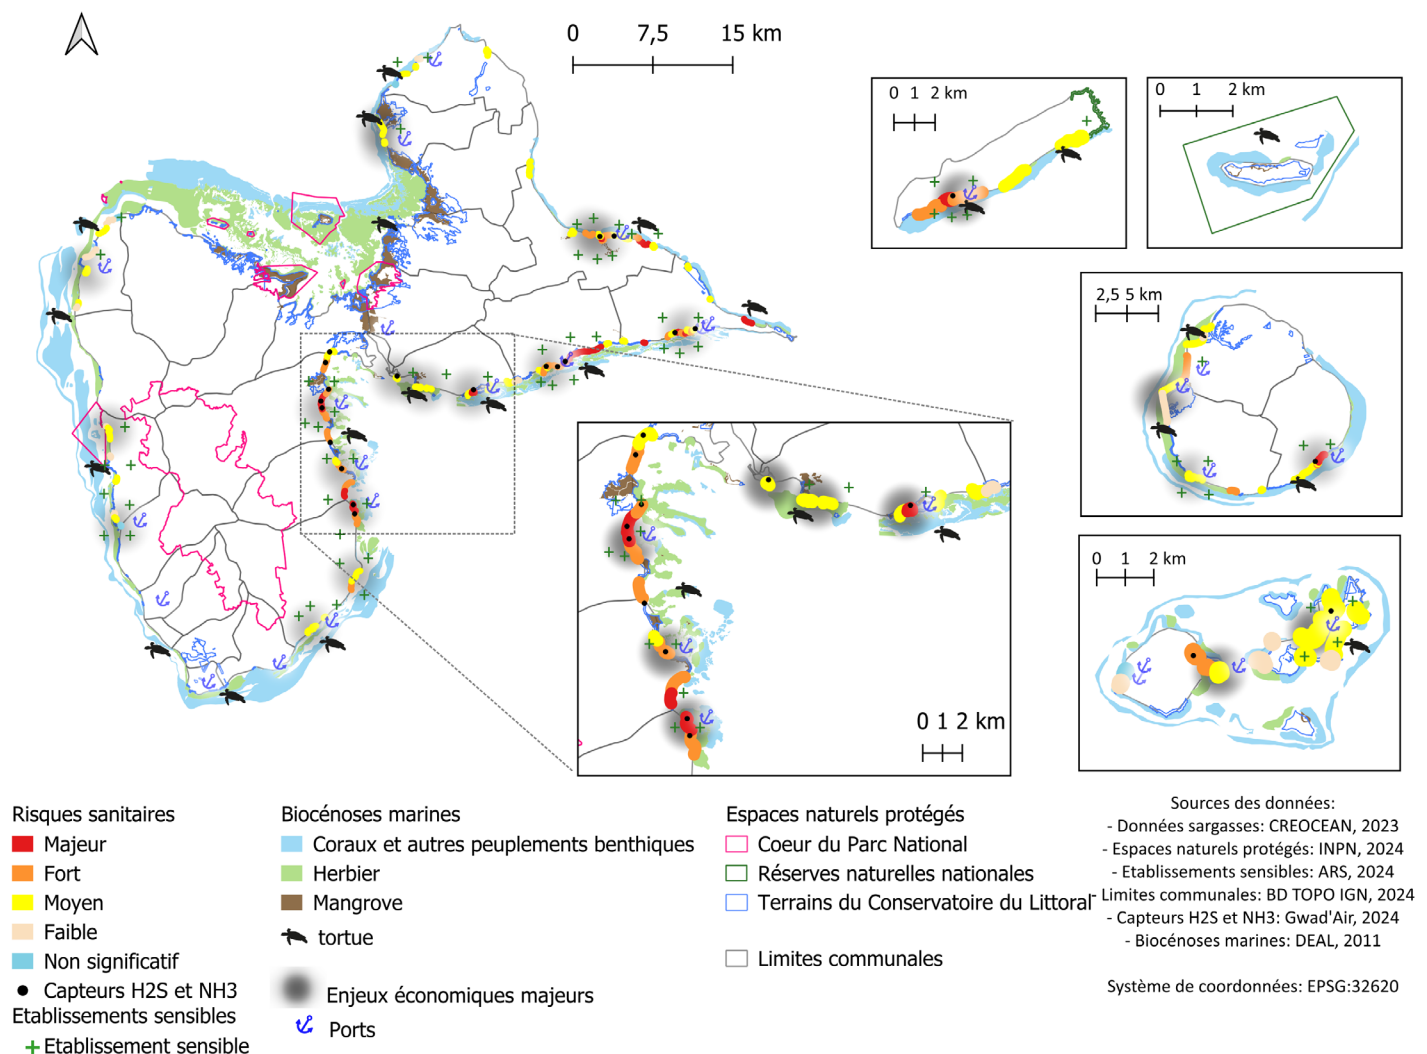 0 7,5 15 km
0 1 2 km
0 1 2 km
2,5 5 km
0 1 2 km
0 1 2 km
Risques sanitaires
Majeur
Fort
Moyen
Faible
Non significatif
Capteurs H2S et NH3
Etablissements sensibles
Etablissement sensible
Biocénoses marines
Coraux et autres peuplements benthiques
Herbier
Mangrove
tortue
Enjeux économiques majeurs
Ports
Espaces naturels protégés
Coeur du Parc National
Réserves naturelles nationales
Terrains du Conservatoire du Littoral
Limites communales
Sources des données:
- Données sargasses: CREOCEAN, 2023
- Espaces naturels protégés: INPN, 2024
- Etablissements sensibles: ARS, 2024
- Limites communales: BD TOPO IGN, 2024
- Capteurs H2S et NH3: Gwad'Air, 2024
- Biocénoses marines: DEAL, 2011
Système de coordonnées: EPSG:32620